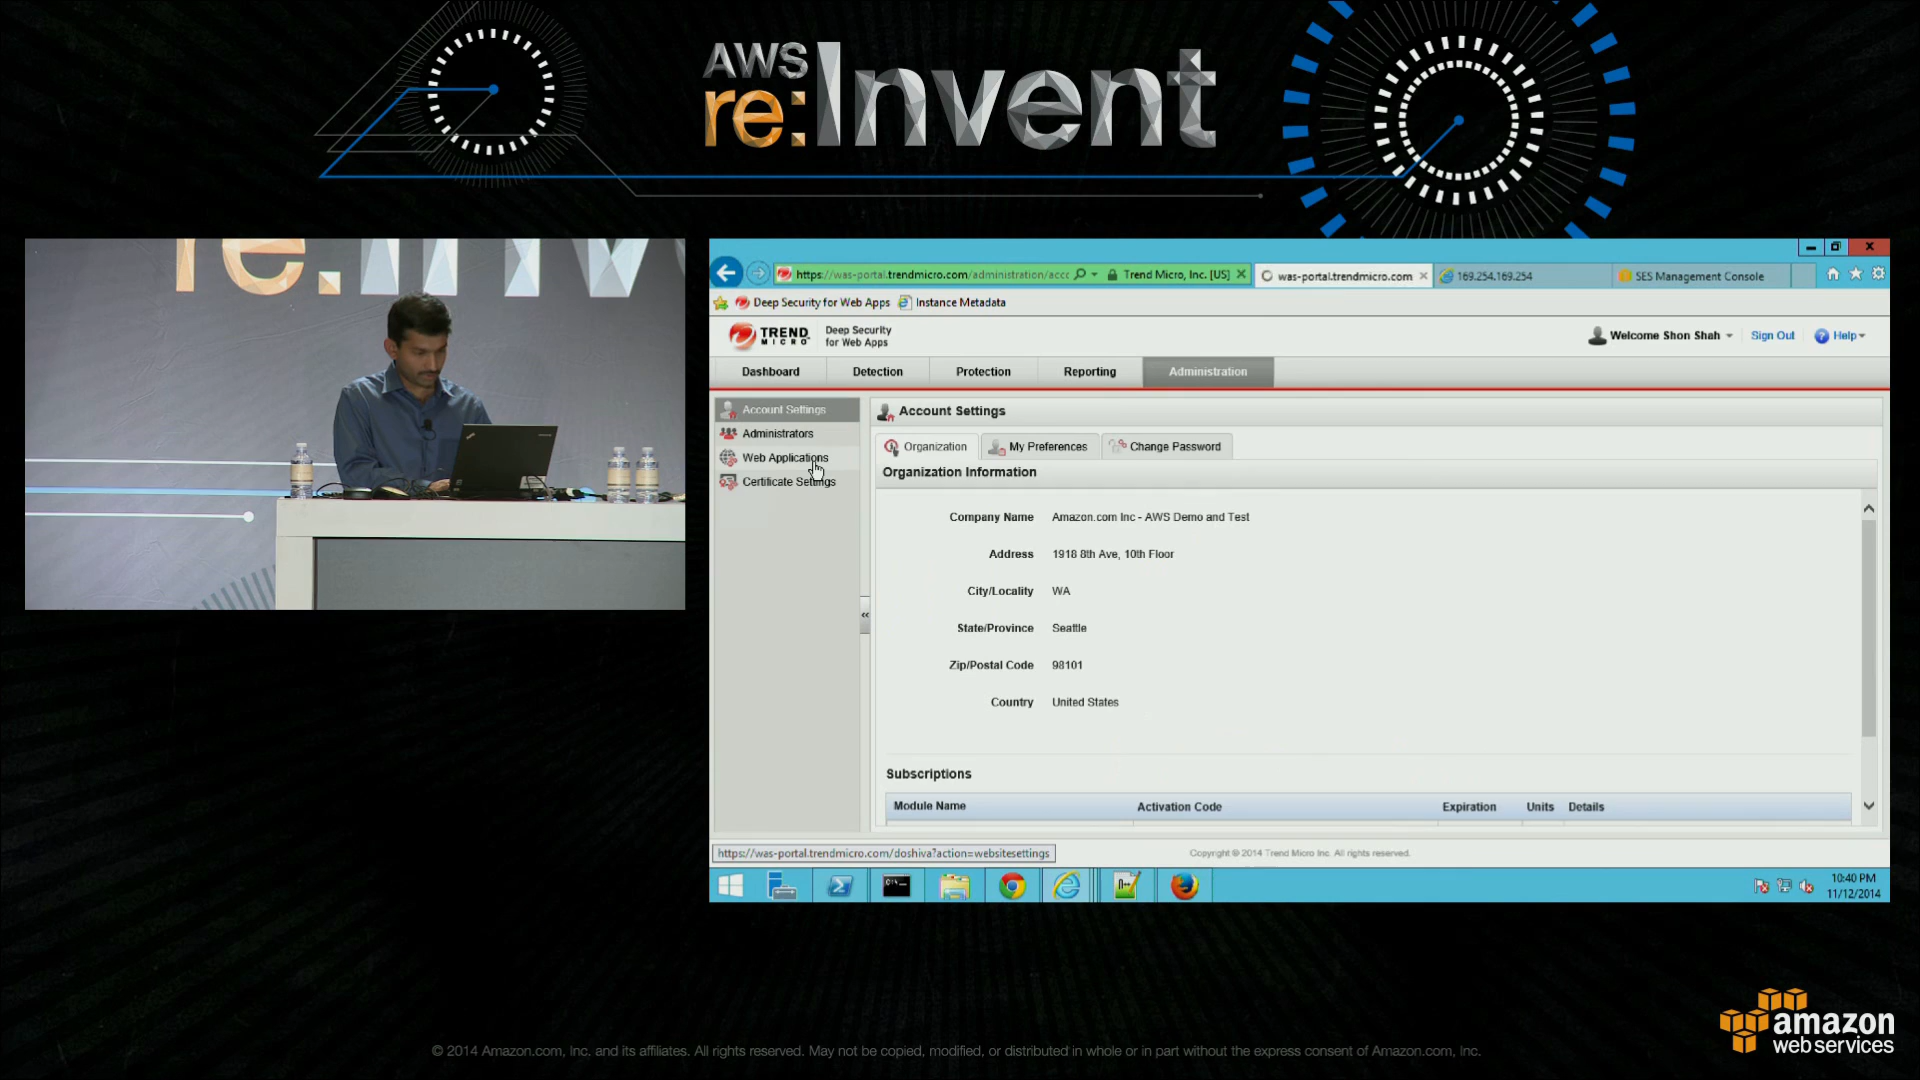 AWS
re:Invent
re:Inv
https://was-portal.trendmicro.com/administration/acc
Trend Micro, Inc. [US]
was-portal.trendmicro.com
169.254.169.254
SES Management Console
Deep Security for Web Apps
Instance Metadata
TREND MICRO
Deep Security for Web Apps
Welcome Shon Shah
Sign Out
Help
Dashboard
Detection
Protection
Reporting
Administration
Account Settings
Administrators
Web Applications
Certificate Settings
Account Settings
Organization
My Preferences
Change Password
Organization Information
Company Name Amazon.com Inc - AWS Demo and Test
Address 1918 8th Ave, 10th Floor
City/Locality WA
State/Province Seattle
Zip/Postal Code 98101
Country United States
Subscriptions
Module Name Activation Code Expiration Units Details
https://was-portal.trendmicro.com/doshiva?action=websitesettings
Copyright © 2014 Trend Micro Inc. All rights reserved.
10:40 PM
11/12/2014
amazon
web services
© 2014 Amazon.com, Inc. and its affiliates. All rights reserved. May not be copied, modified, or distributed in whole or in part without the express consent of Amazon.com, Inc.